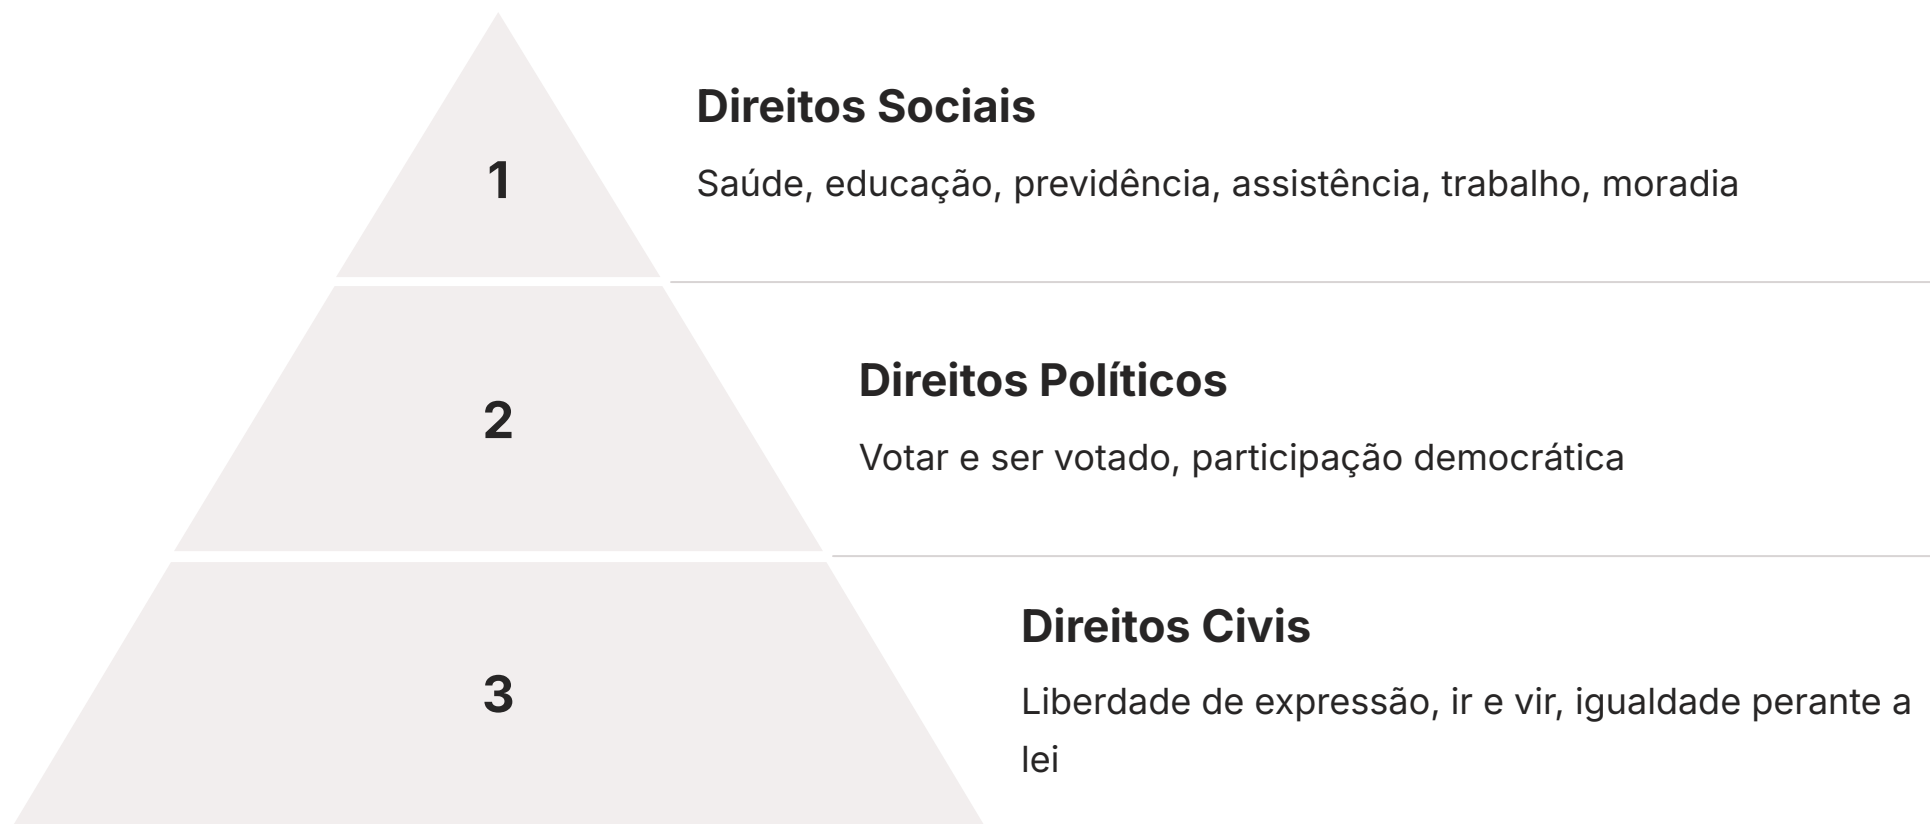 1
Direitos Sociais
Saúde, educação, previdência, assistência, trabalho, moradia
2
Direitos Políticos
Votar e ser votado, participação democrática
3
Direitos Civis
Liberdade de expressão, ir e vir, igualdade perante a
lei